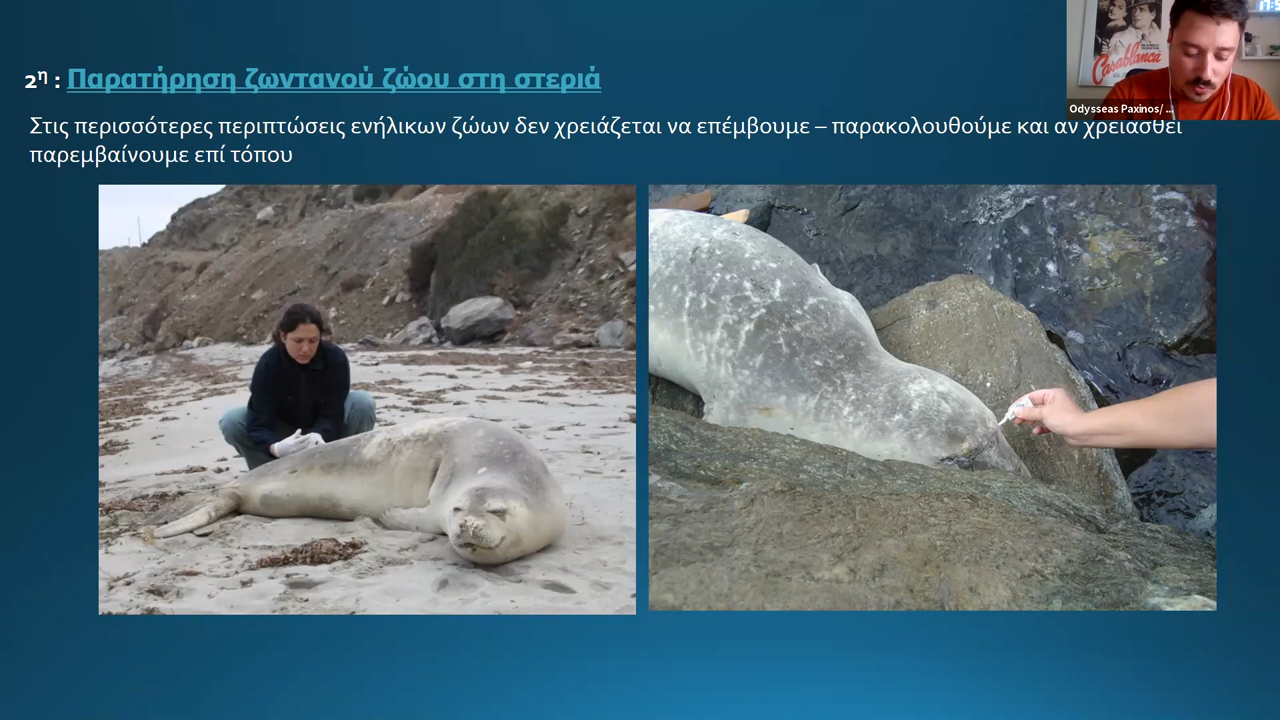 2η : Παρατήρηση ζωντανού ζώου στη στεριά
Στις περισσότερες περιπτώσεις ενήλικων ζώων δεν χρειάζεται να επέμβουμε – παρακολουθούμε και αν χρειασθεί
παρεμβαίνουμε επί τόπου
Casablanca
Odysseas Paxinos/ ...